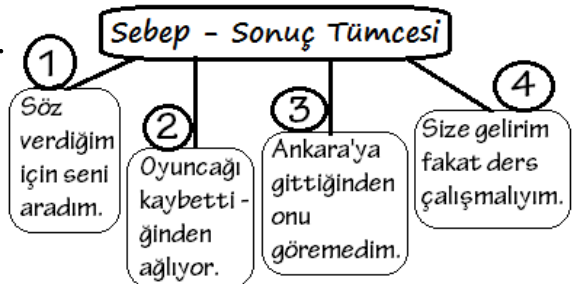 Sebep - Sonuç Tümcesi
1
Söz
verdiğim
için seni
aradım.
2
Oyuncağı
kaybetti -
ğinden
ağlıyor.
3
Ankara'ya
gittiğinden
onu
göremedim.
4
Size gelirim
fakat ders
çalışmalıyım.